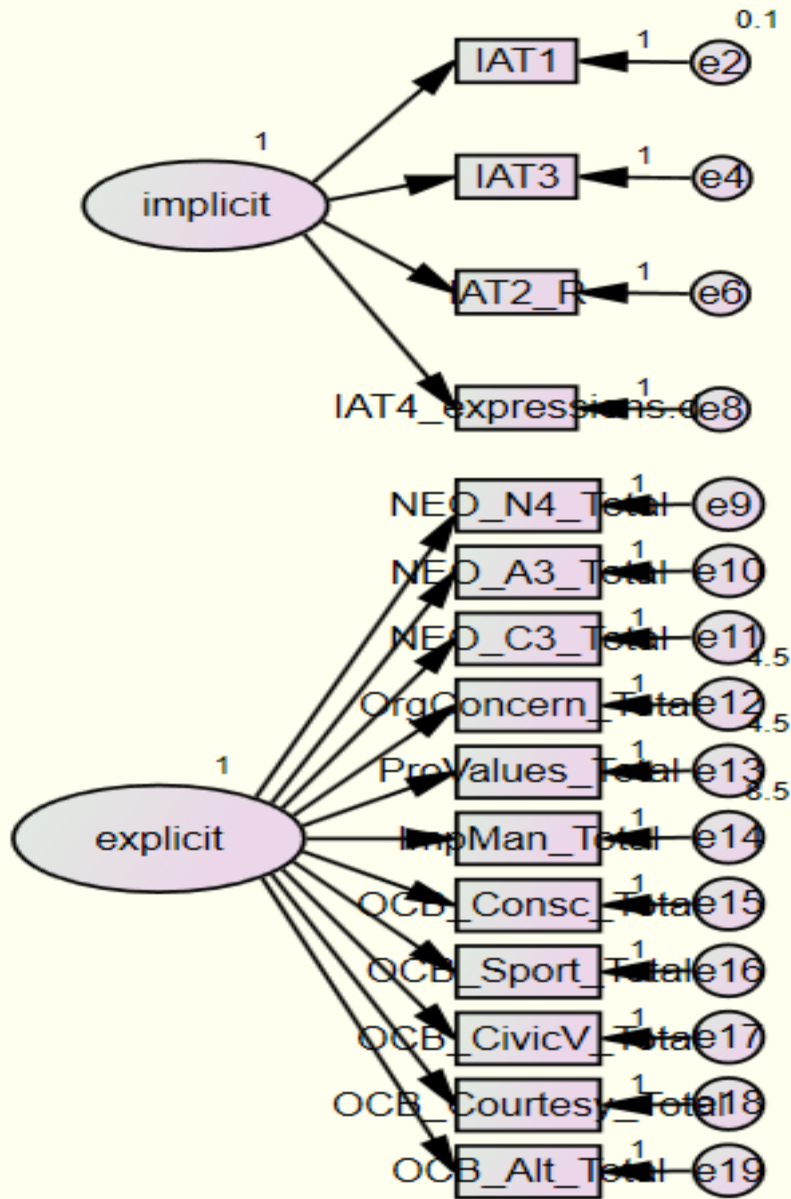 0.1
IAT1 1 e2
1
IAT3 1 e4
implicit
IAT2_R 1 e6
IAT4_expressions.c 1 e8
NEO_N4_Total 1 e9
NEO_A3_Total 1 e10
NEO_C3_Total 1 e11
4.5
OrgConcern_Total 1 e12
4.5
1
ProValues_Total 1 e13
8.5
explicit
ImpMan_Total 1 e14
OCB_Consc_Total 1 e15
OCB_Sport_Total 1 e16
OCB_CivicV_Total 1 e17
OCB_Courtesy_Total 1 e18
OCB_Alt_Total 1 e19